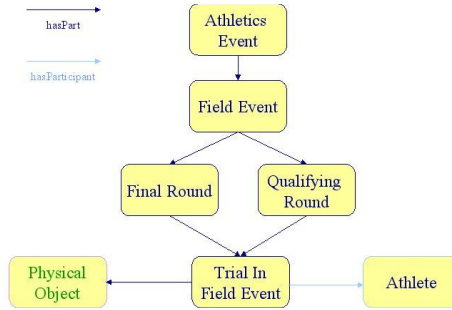 hasPart
hasParticipant
Athletics
Event
Field Event
Final Round
Qualifying
Round
Physical
Object
Trial In
Field Event
Athlete